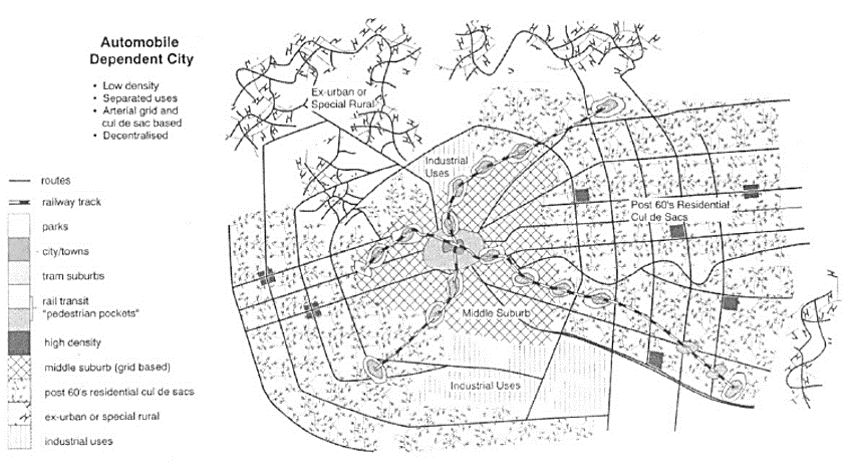 Automobile
Dependent City
• Low density
• Separated uses
• Arterial grid and
cul de sac based
• Decentralised
routes
railway track
parks
city/towns
tram suburbs
rail transit
"pedestrian pockets"
high density
middle suburb (grid based)
post 60's residential cul de sacs
ex-urban or special rural
industrial uses
Ex-urban or
Special Rural
Industrial
Uses
Post 60's Residential
Cul de Sacs
Middle Suburb
Industrial Uses